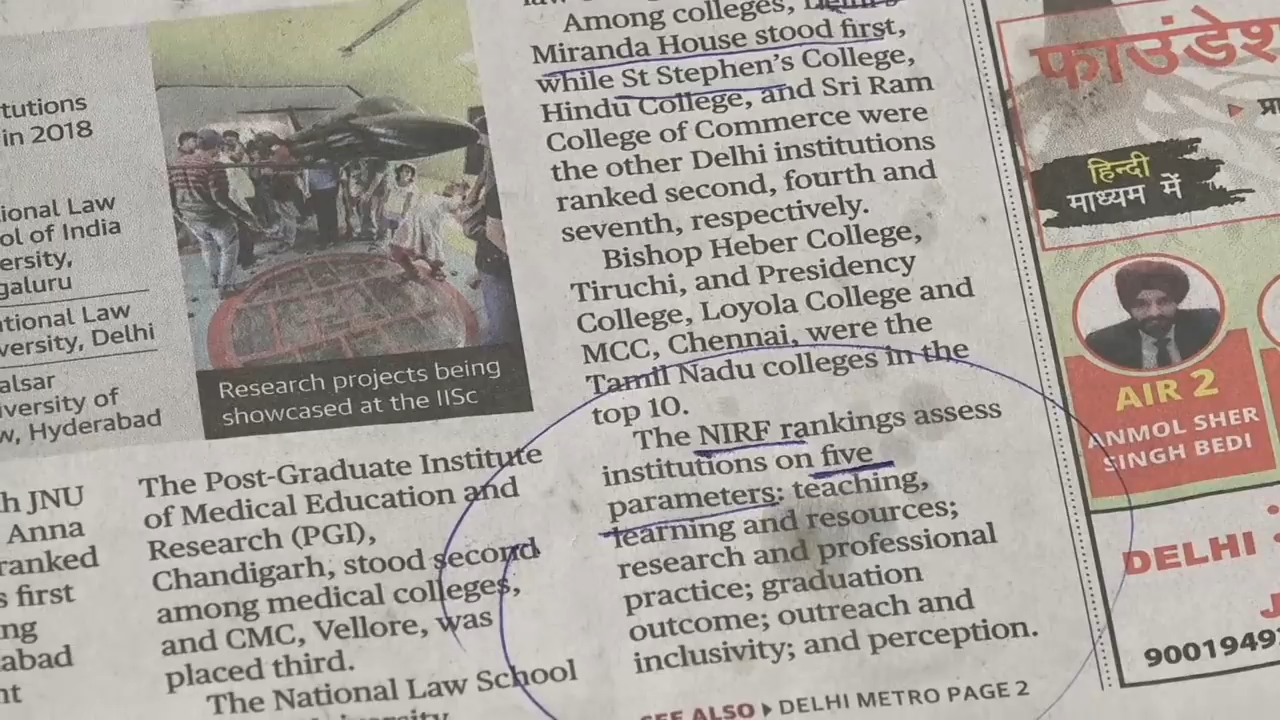 tutions
in 2018
ional Law
ol of India
ersity,
galuru
tional Law
versity, Delhi
alsar
iversity of
w, Hyderabad
Research projects being
showcased at the IISc
h JNU
Anna
ranked
s first
ng
abad
nt
The Post-Graduate Institute
of Medical Education and
Research (PGI),
Chandigarh, stood second
among medical colleges,
and CMC, Vellore, was
placed third.
The National Law School
Among colleges, Delhi's
Miranda House stood first,
while St Stephen's College,
Hindu College, and Sri Ram
College of Commerce were
the other Delhi institutions
ranked second, fourth and
seventh, respectively.
Bishop Heber College,
Tiruchi, and Presidency
College, Loyola College and
MCC, Chennai, were the
Tamil Nadu colleges in the
top 10.
The NIRF rankings assess
institutions on five
parameters: teaching,
learning and resources;
research and professional
practice; graduation
outcome; outreach and
inclusivity; and perception.
SEE ALSO DELHI METRO PAGE 2
फाउंडेश
प्र
हिन्दी
माध्यम में
AIR 2
ANMOL SHER
SINGH BEDI
DELHI :
J
9001949